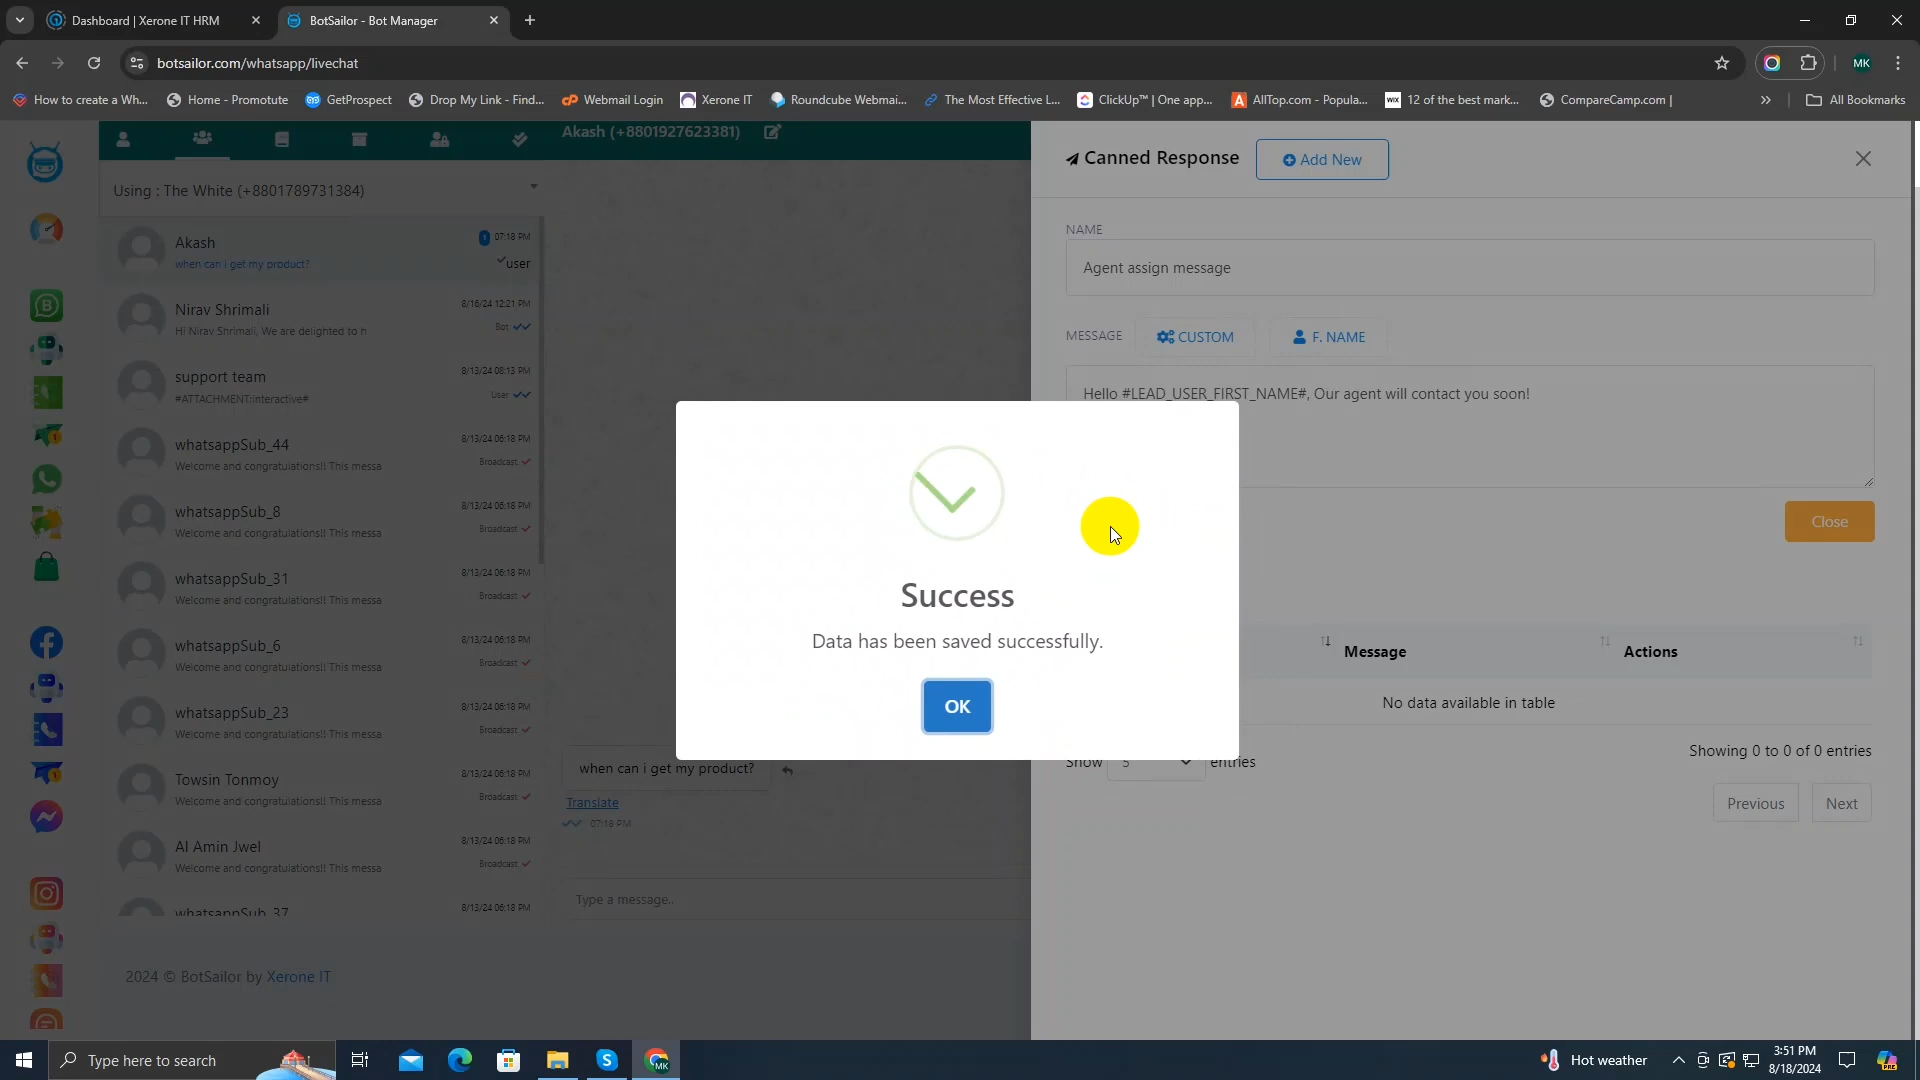 Dashboard | Xerone IT HRM
BotSailor - Bot Manager
botsailor.com/whatsapp/livechat
MK
How to create a Wh...
Home - Promotute
GetProspect
Drop My Link - Find...
Webmail Login
Xerone IT
Roundcube Webmai...
The Most Effective L...
ClickUp™ | One app...
AllTop.com - Popula...
WIX
12 of the best mark...
CompareCamp.com |
»
All Bookmarks
Akash (+8801927623381)
Using : The White (+8801789731384)
Akash
1 07:18 PM
when can i get my product?
user
Nirav Shrimali
8/16/24 12:21 PM
Hi Nirav Shrimali, We are delighted to h
Bot
support team
8/13/24 08:13 PM
#ATTACHMENT:interactive#
User
whatsappSub_44
8/13/24 06:18 PM
Welcome and congratulations!! This messa
Broadcast
whatsappSub_8
8/13/24 06:18 PM
Welcome and congratulations!! This messa
Broadcast
whatsappSub_31
8/13/24 06:18 PM
Welcome and congratulations!! This messa
Broadcast
whatsappSub_6
8/13/24 06:18 PM
Welcome and congratulations!! This messa
Broadcast
whatsappSub_23
8/13/24 06:18 PM
Welcome and congratulations!! This messa
Broadcast
Towsin Tonmoy
8/13/24 06:18 PM
Welcome and congratulations!! This messa
Broadcast
Al Amin Jwel
8/13/24 06:18 PM
Welcome and congratulations!! This messa
Broadcast
whatsappSub_37
8/13/24 06:18 PM
when can i get my product?
Translate
07:18 PM
Type a message..
2024 © BotSailor by Xerone IT
Canned Response
Add New
NAME
Agent assign message
MESSAGE
CUSTOM
F. NAME
Hello #LEAD_USER_FIRST_NAME#, Our agent will contact you soon!
Close
Message
Actions
No data available in table
Show 5 entries
Showing 0 to 0 of 0 entries
Previous
Next
Success
Data has been saved successfully.
OK
Type here to search
MK
Hot weather
3:51 PM
8/18/2024
PRE